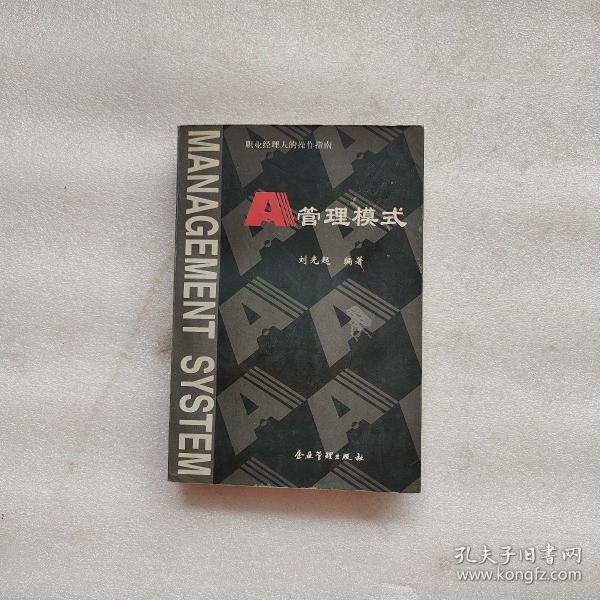 职业经理人的操作指南
A管理模式
刘光起 编著
MANAGEMENT SYSTEM
企业管理出版社
孔夫子旧书网
www.kongfz.com